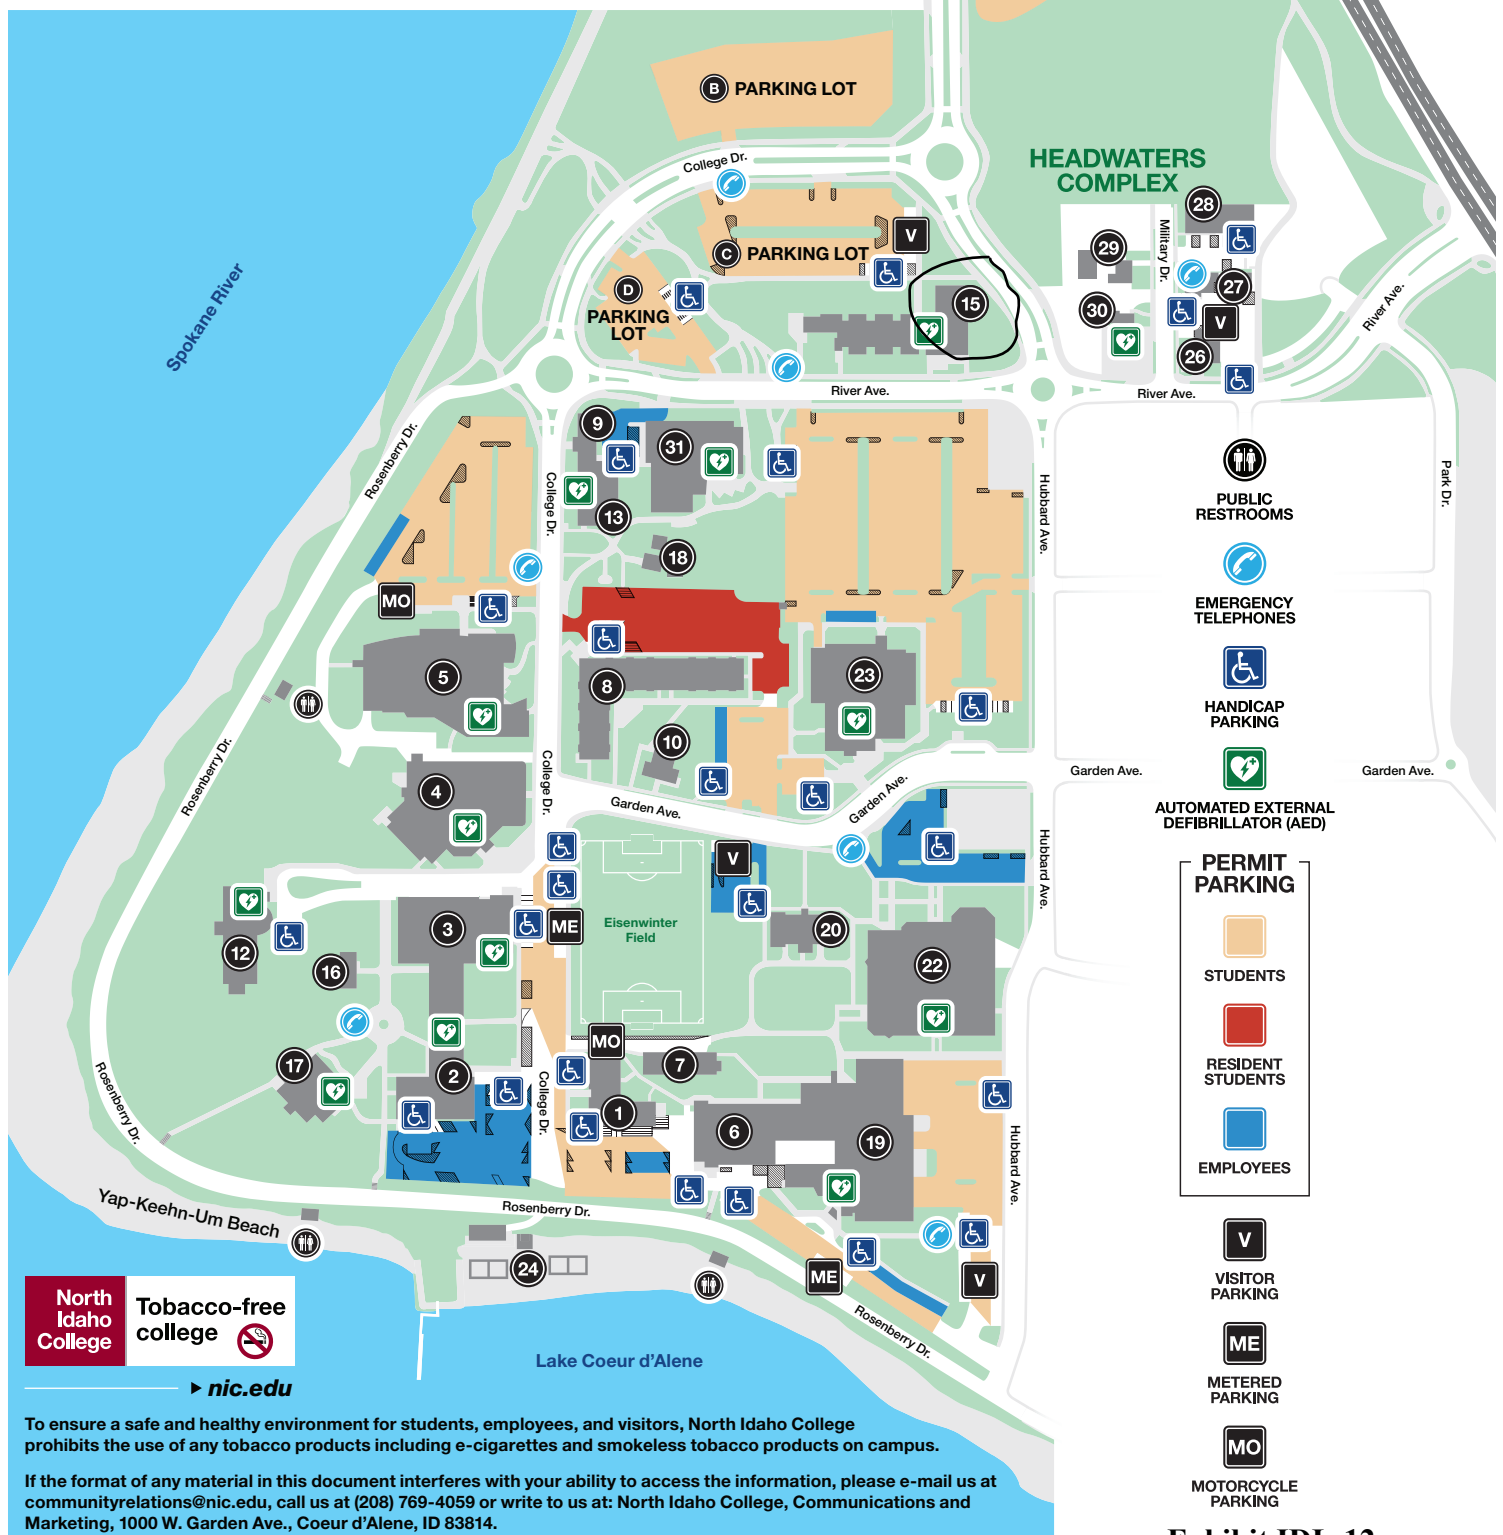 B PARKING LOT
College Dr.
HEADWATERS
COMPLEX
28
V
C PARKING LOT
Military Dr.
29
27
D
PARKING
LOT
15
30
V
26
River Ave.
Spokane River
River Ave.
River Ave.
9
31
13
18
Rosenberry Dr.
College Dr.
Hubbard Ave.
Park Dr.
PUBLIC
RESTROOMS
EMERGENCY
TELEPHONES
MO
5
8
23
10
HANDICAP
PARKING
Rosenberry Dr.
College Dr.
4
Garden Ave.
Garden Ave.
Garden Ave.
Garden Ave.
AUTOMATED EXTERNAL
DEFIBRILLATOR (AED)
V
Hubbard Ave.
PERMIT
PARKING
STUDENTS
RESIDENT
STUDENTS
EMPLOYEES
3
ME
Eisenwinter
Field
20
12
16
22
MO
7
17
2
College Dr.
1
6
19
Hubbard Ave.
Rosenberry Dr.
Yap-Keehn-Um Beach
Rosenberry Dr.
24
ME
V
Rosenberry Dr.
V
VISITOR
PARKING
ME
METERED
PARKING
MO
MOTORCYCLE
PARKING
North
Idaho
College
Tobacco-free
college
nic.edu
Lake Coeur d'Alene
To ensure a safe and healthy environment for students, employees, and visitors, North Idaho College
prohibits the use of any tobacco products including e-cigarettes and smokeless tobacco products on campus.
If the format of any material in this document interferes with your ability to access the information, please e-mail us at
communityrelations@nic.edu, call us at (208) 769-4059 or write to us at: North Idaho College, Communications and
Marketing, 1000 W. Garden Ave., Coeur d'Alene, ID 83814.